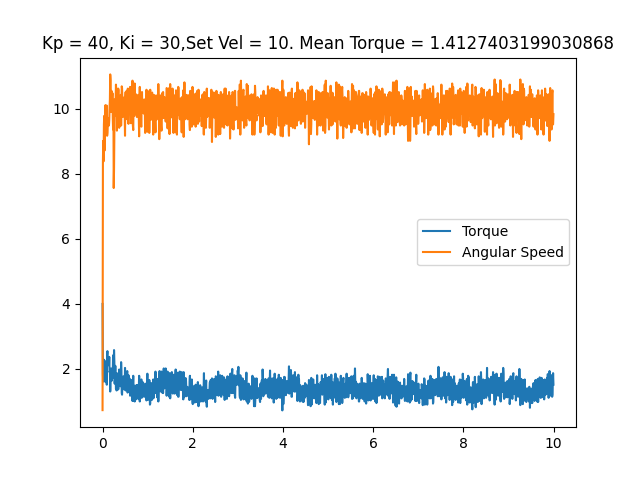 Kp = 40, Ki = 30,Set Vel = 10. Mean Torque = 1.4127403199030868
10
8
6
4
2
Torque
Angular Speed
0 2 4 6 8 10